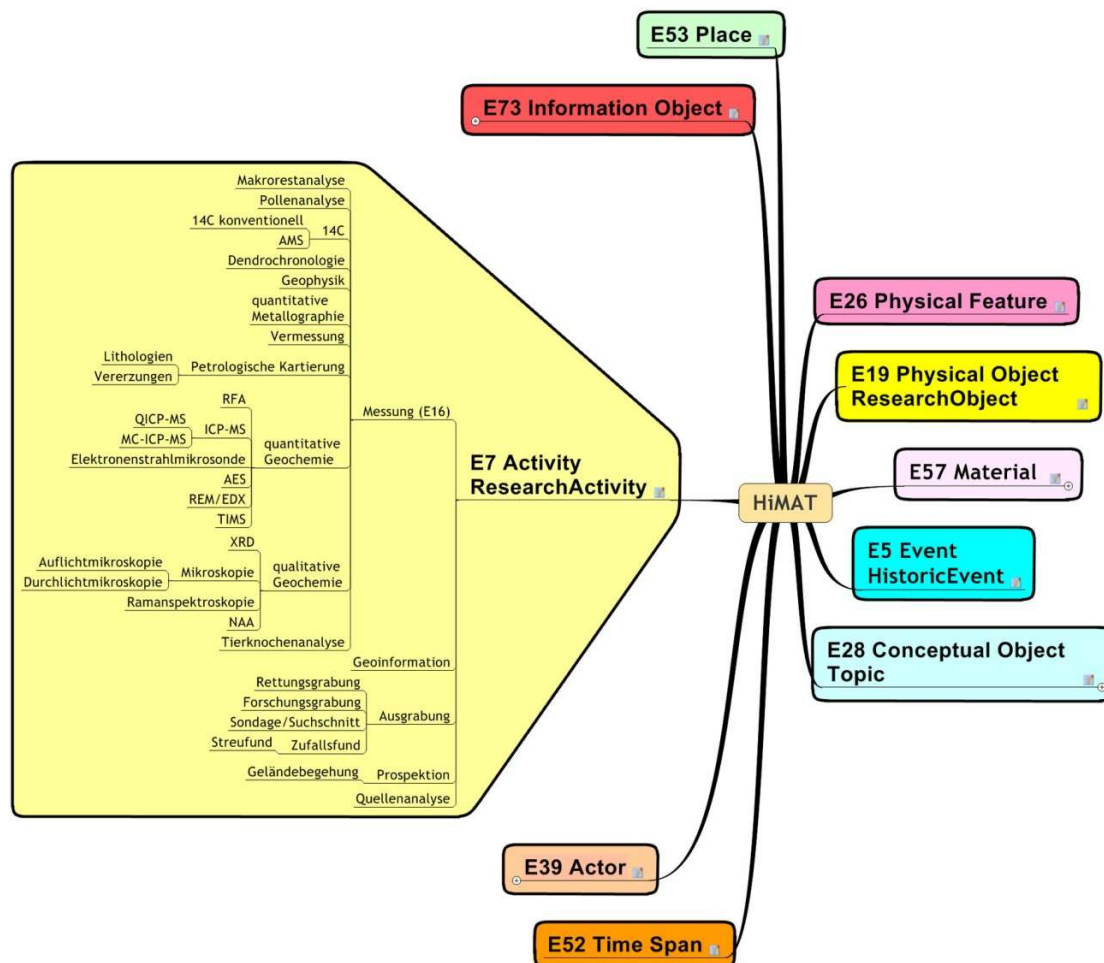 E53 Place
E73 Information Object
Makrorestanalyse
Pollenanalyse
14C konventionell
14C
AMS
Dendrochronologie
Geophysik
quantitative
Metallographie
Vermessung
Lithologien
Petrologische Kartierung
Vererzungen
Messung (E16)
RFA
QICP-MS
ICP-MS
MC-ICP-MS
quantitative
Geochemie
Elektronenstrahlmikrosonde
AES
REM/EDX
TIMS
XRD
Auflichtmikroskopie
Mikroskopie
Durchlichtmikroskopie
qualitative
Geochemie
Ramanspektroskopie
NAA
Tierknochenanalyse
Geoinformation
Rettungsgrabung
Forschungsgrabung
Ausgrabung
Sondage/Suchschnitt
Streufund
Zufallsfund
Geländebegehung
Prospektion
Quellenanalyse
E7 Activity
ResearchActivity
HiMAT
E26 Physical Feature
E19 Physical Object
ResearchObject
E57 Material
E5 Event
HistoricEvent
E28 Conceptual Object
Topic
E39 Actor
E52 Time Span